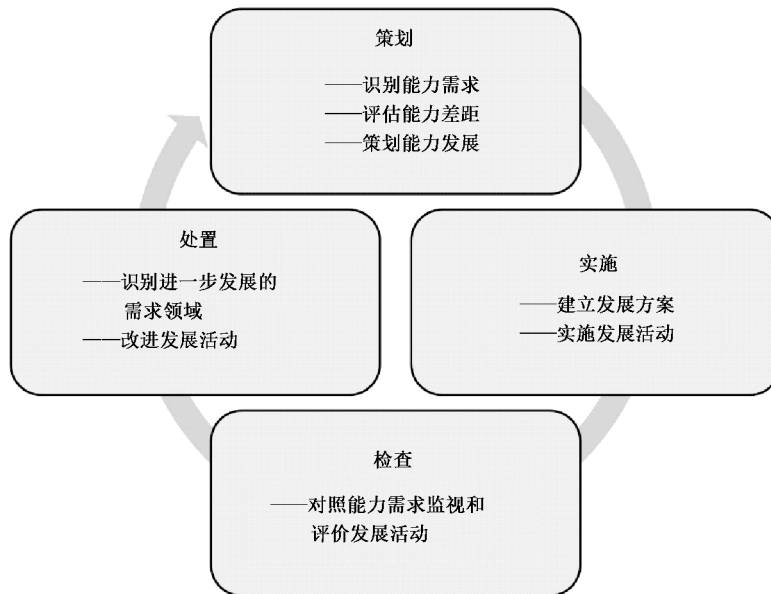 策划
——识别能力需求
——评估能力差距
——策划能力发展
处置
——识别进一步发展的
需求领域
——改进发展活动
实施
——建立发展方案
——实施发展活动
检查
——对照能力需求监视和
评价发展活动